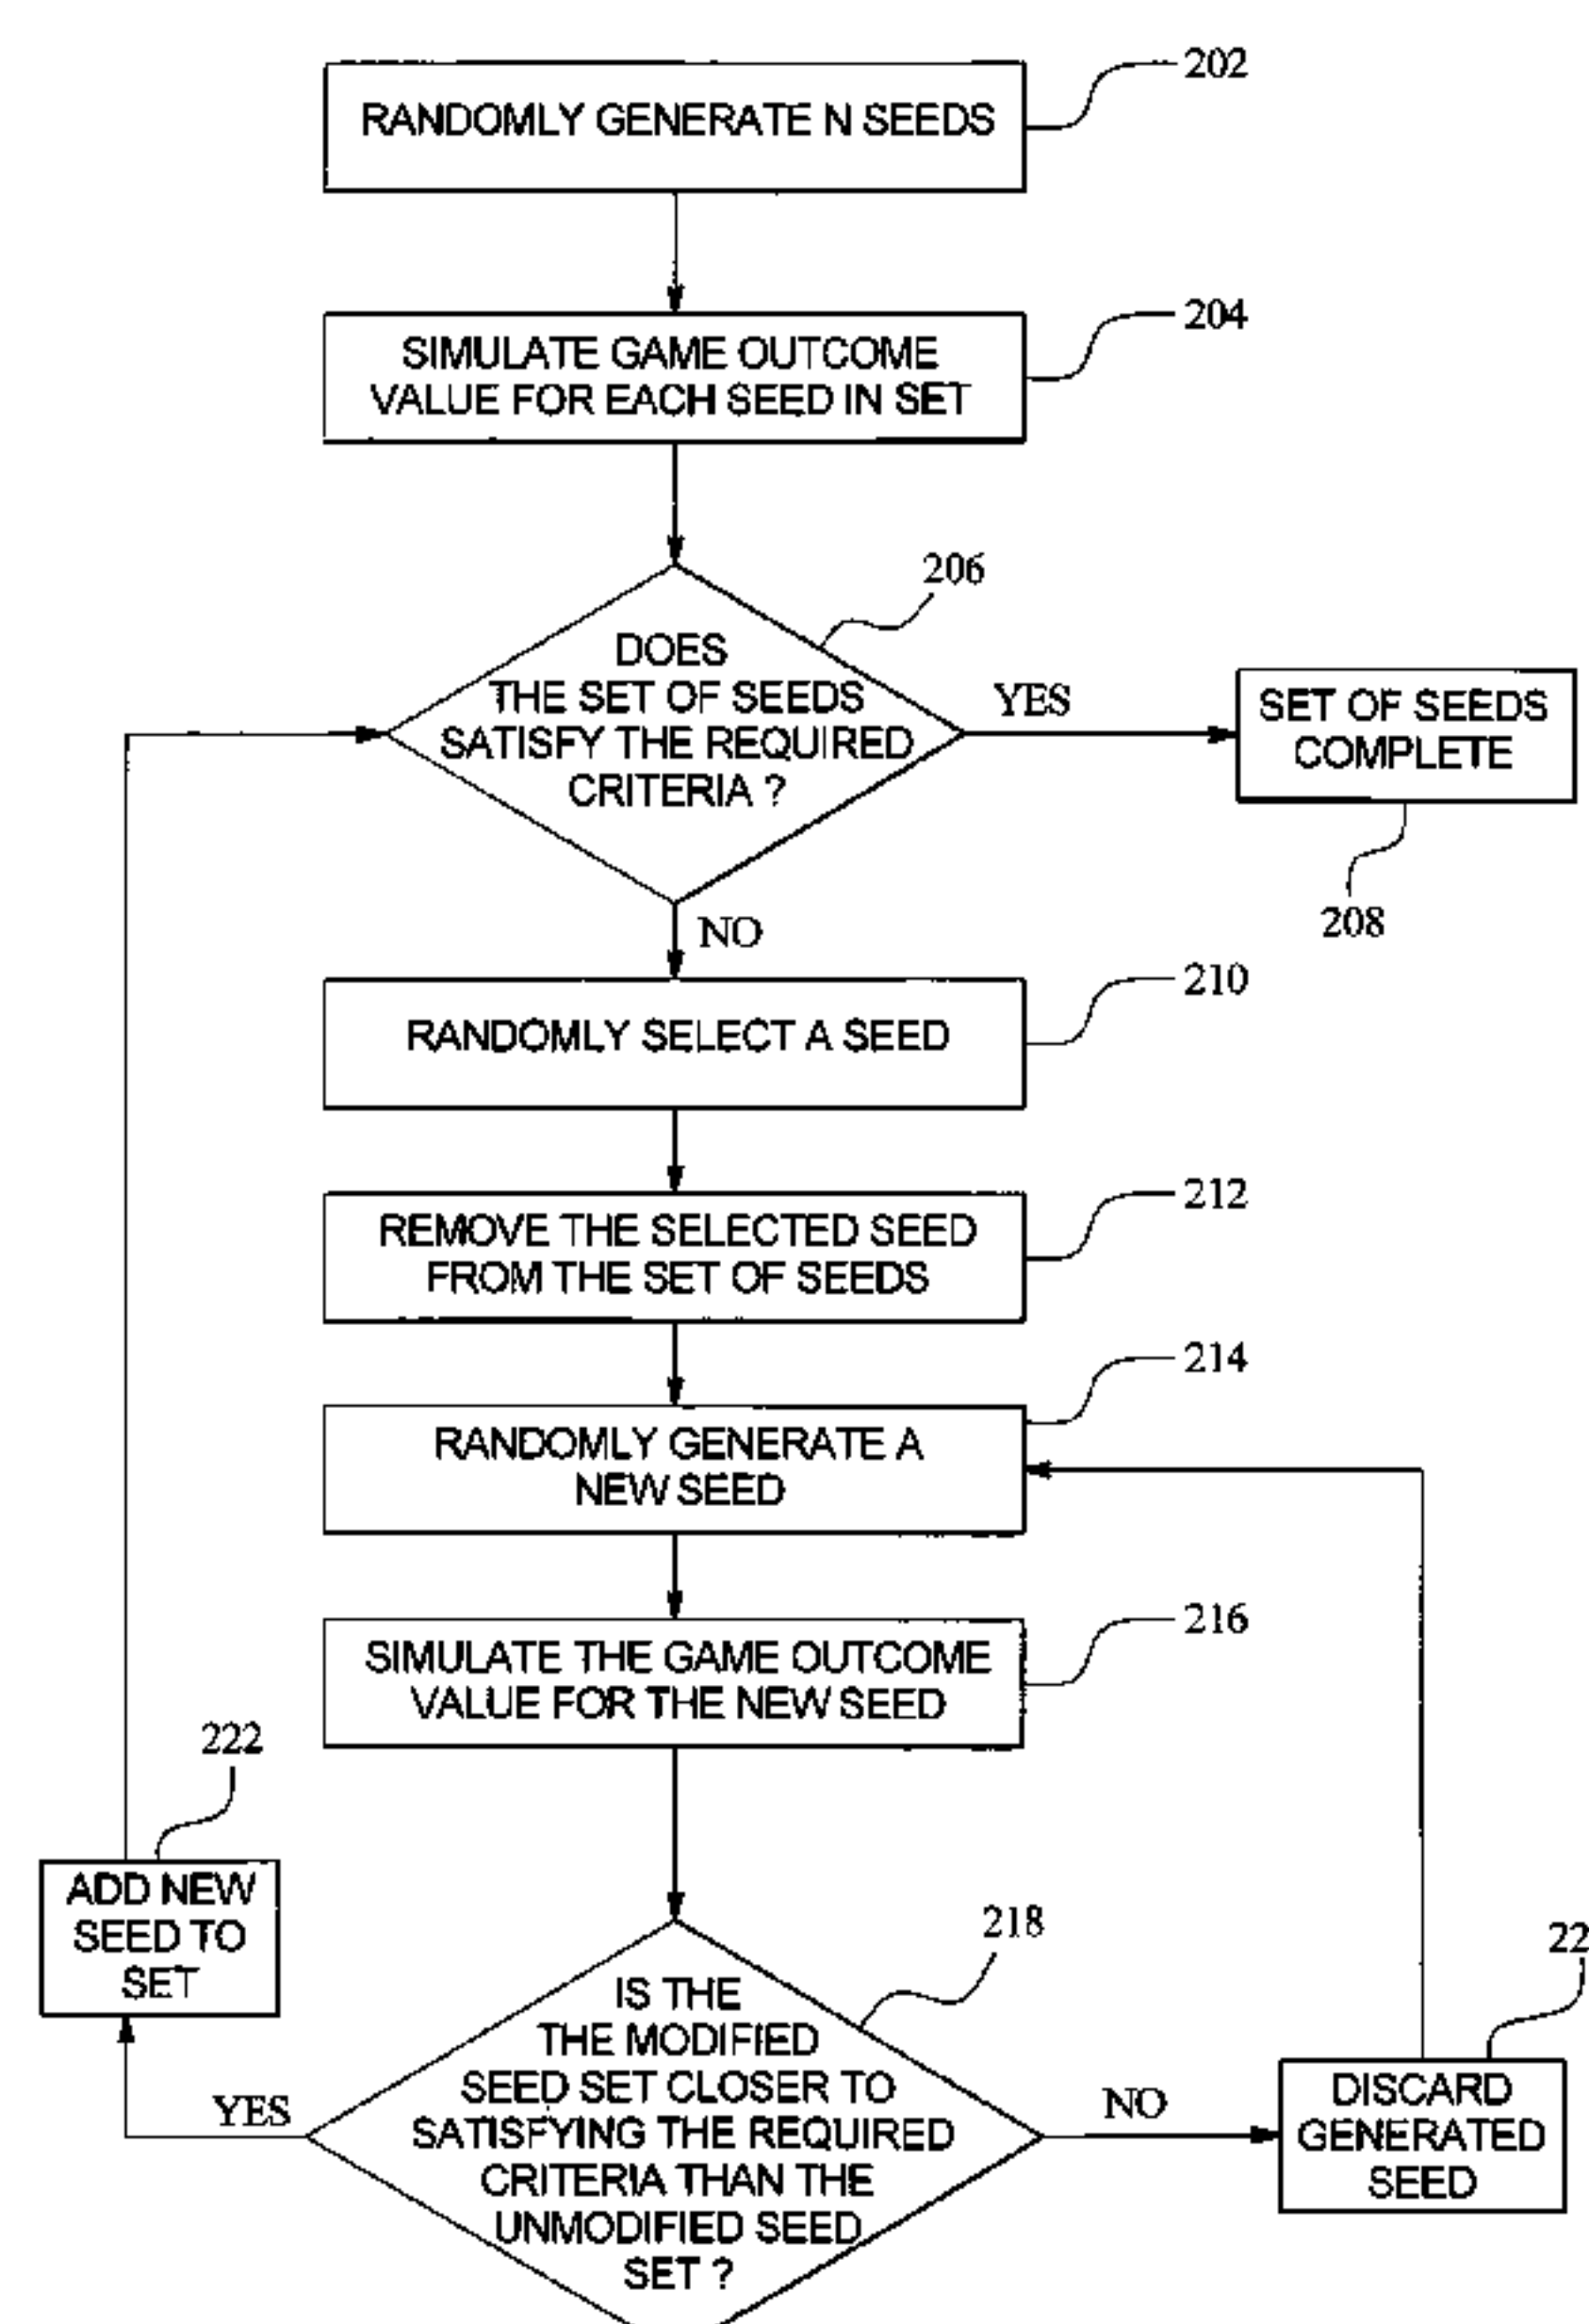 202
RANDOMLY GENERATE N SEEDS
204
SIMULATE GAME OUTCOME
VALUE FOR EACH SEED IN SET
206
DOES
THE SET OF SEEDS
SATISFY THE REQUIRED
CRITERIA ?
YES
SET OF SEEDS
COMPLETE
208
NO
210
RANDOMLY SELECT A SEED
212
REMOVE THE SELECTED SEED
FROM THE SET OF SEEDS
214
RANDOMLY GENERATE A
NEW SEED
216
SIMULATE THE GAME OUTCOME
VALUE FOR THE NEW SEED
222
ADD NEW
SEED TO
SET
218
IS THE
THE MODIFIED
SEED SET CLOSER TO
SATISFYING THE REQUIRED
CRITERIA THAN THE
UNMODIFIED SEED
SET ?
YES
NO
22
DISCARD
GENERATED
SEED